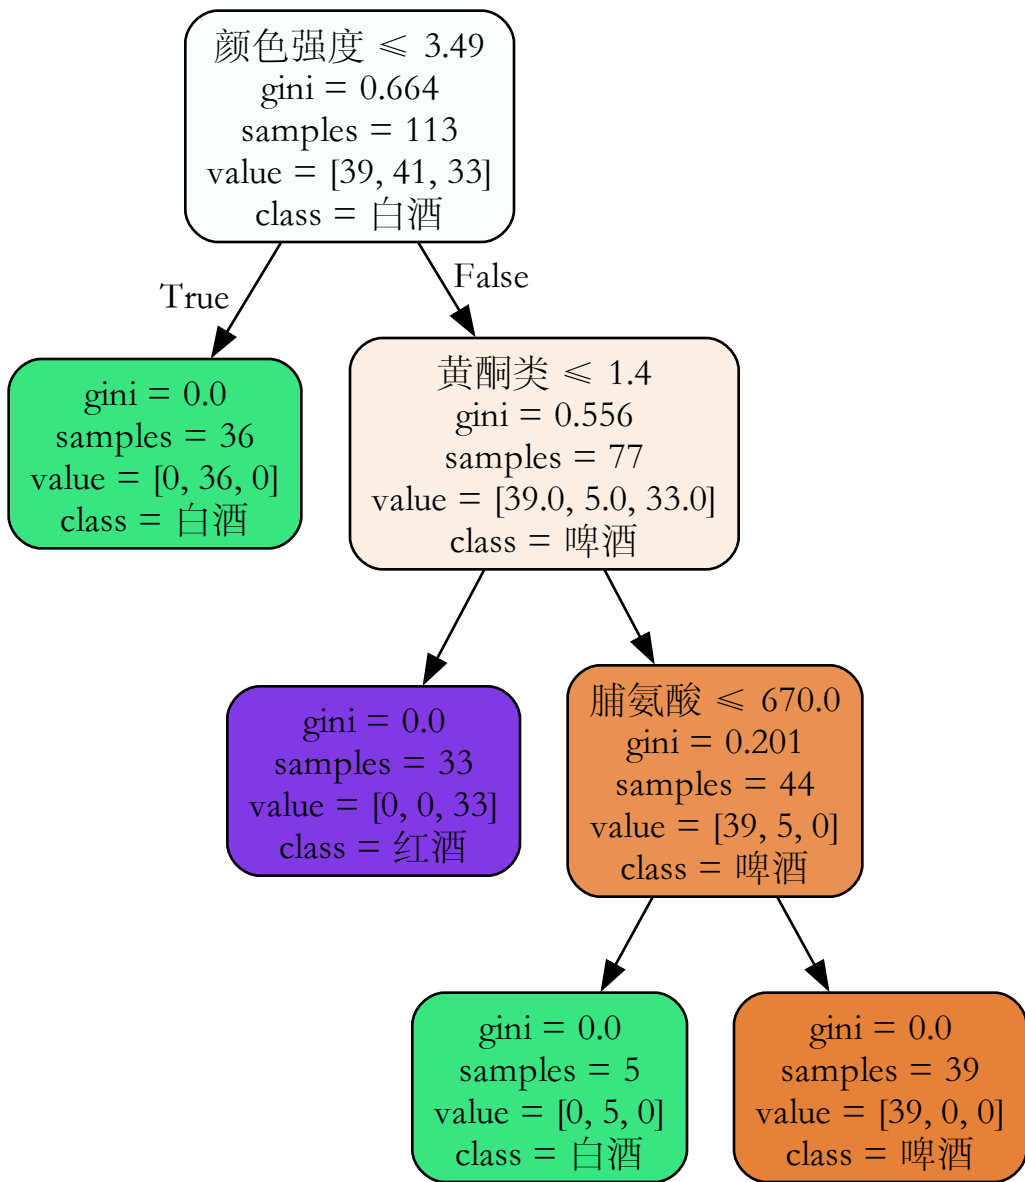 颜色强度 ≤ 3.49
gini = 0.664
samples = 113
value = [39, 41, 33]
class = 白酒
True
False
gini = 0.0
samples = 36
value = [0, 36, 0]
class = 白酒
黄酮类 ≤ 1.4
gini = 0.556
samples = 77
value = [39.0, 5.0, 33.0]
class = 啤酒
gini = 0.0
samples = 33
value = [0, 0, 33]
class = 红酒
脯氨酸 ≤ 670.0
gini = 0.201
samples = 44
value = [39, 5, 0]
class = 啤酒
gini = 0.0
samples = 5
value = [0, 5, 0]
class = 白酒
gini = 0.0
samples = 39
value = [39, 0, 0]
class = 啤酒